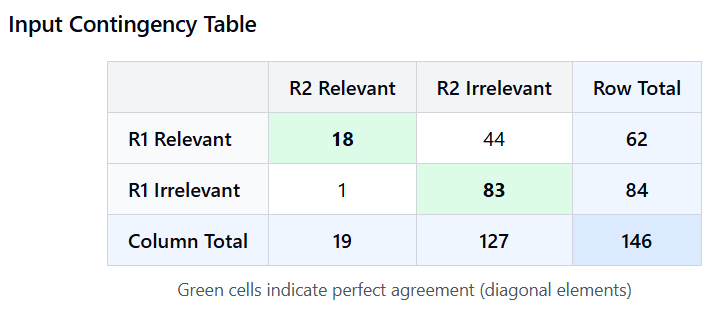 Input Contingency Table
R2 Relevant R2 Irrelevant Row Total
R1 Relevant 18 44 62
R1 Irrelevant 1 83 84
Column Total 19 127 146
Green cells indicate perfect agreement (diagonal elements)